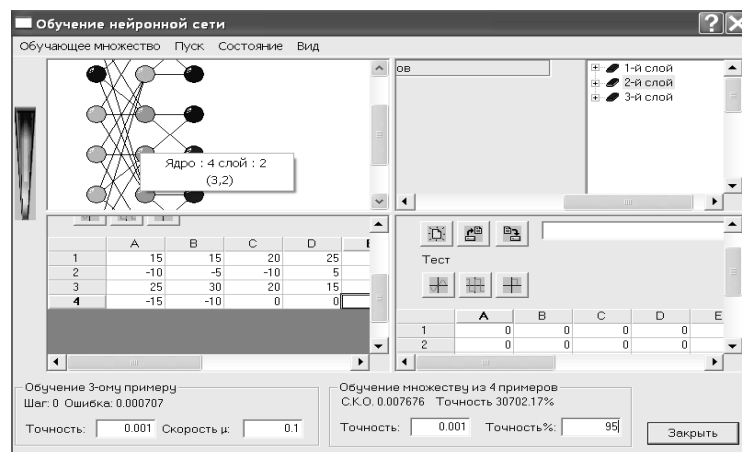 Обучение нейронной сети
Обучающее множество Пуск Состояние Вид
ов
1-й слой
2-й слой
3-й слой
Ядро : 4 слой : 2
(3,2)
A B C D
1 15 15 20 25
2 -10 -5 -10 5
3 25 30 20 15
4 -15 -10 0 0
Тест
A B C D E
1 0 0 0 0
2 0 0 0 0
Обучение 3-ому примеру
Шаг: 0 Ошибка: 0.000707
Точность: 0.001 Скорость μ: 0.1
Обучение множеству из 4 примеров
С.К.О. 0.007676 Точность 30702.17%
Точность: 0.001 Точность%: 95
Закрыть